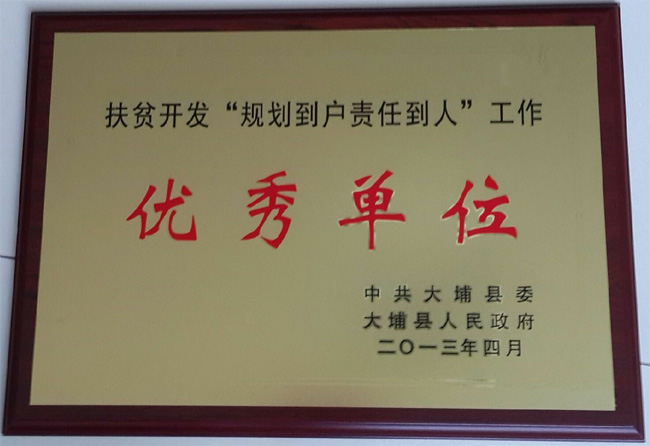 扶贫开发“规划到户责任到人”工作
优秀单位
中共大埔县委
大埔县人民政府
二〇一三年四月